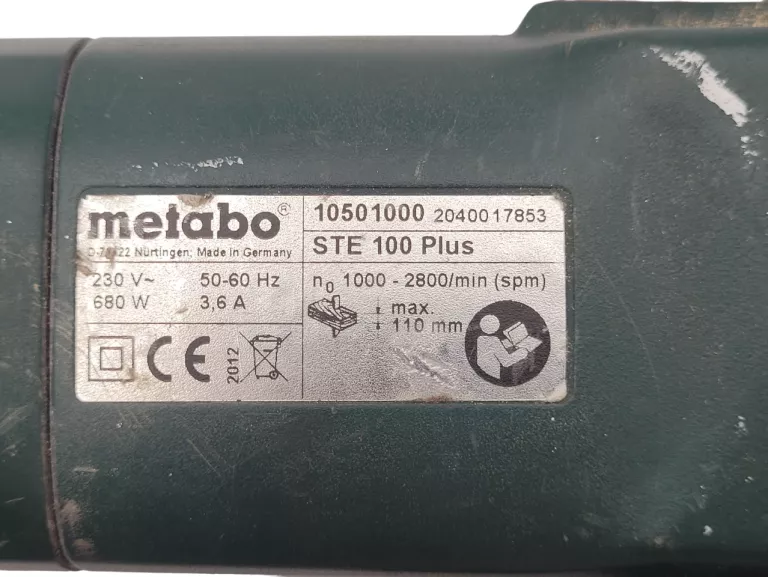 metabo®
Nürtingen; Made in Germany
230 V~ 50-60 Hz
680 W 3,6 A
CE
2012
10501000 2040017853
STE 100 Plus
n0 1000 - 2800/min (spm)
max.
110 mm